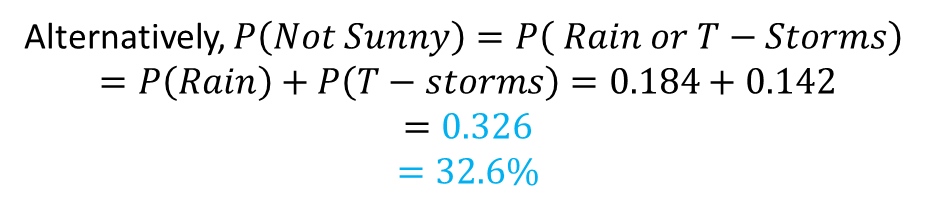 Alternatively, P(Not Sunny) = P( Rain or T − Storms)
= P(Rain) + P(T − storms) = 0.184 + 0.142
= 0.326
= 32.6%